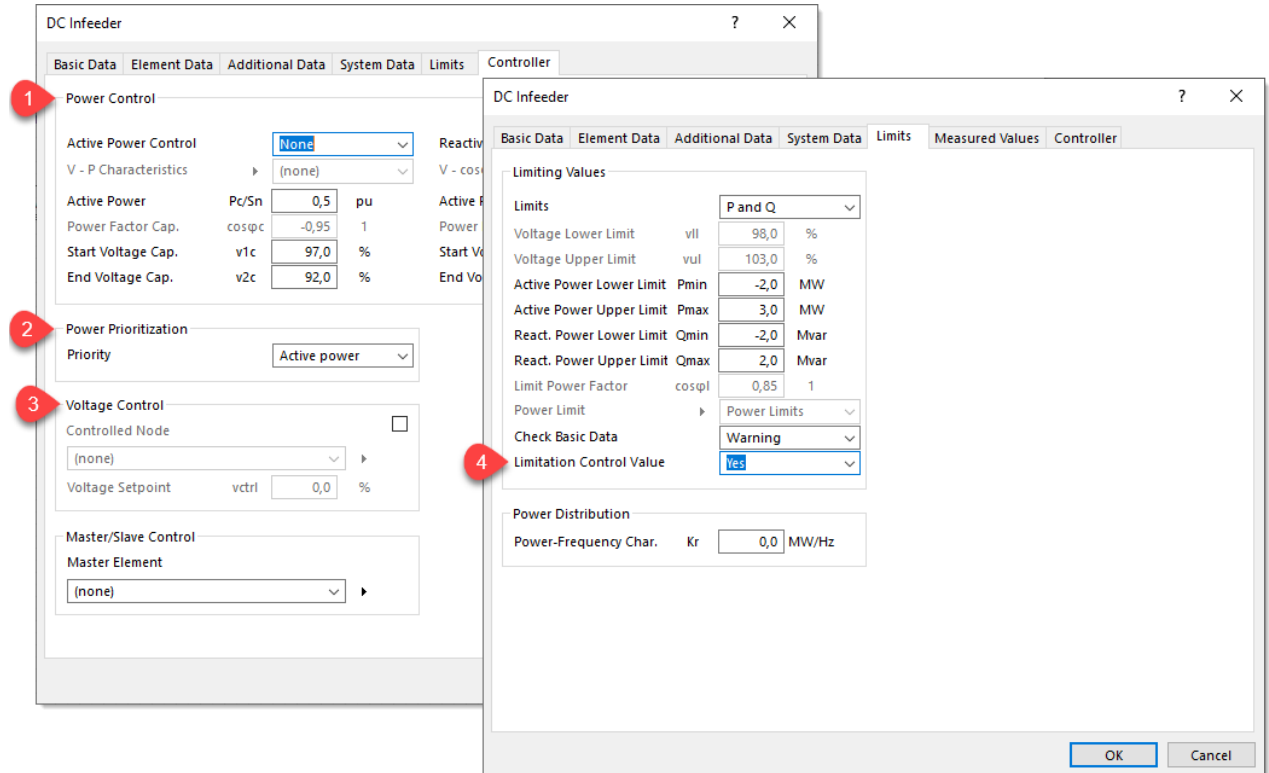 DC Infeeder ? ×
Basic Data Element Data Additional Data System Data Limits Controller
1 Power Control
Active Power Control None Reactiv
V - P Characteristics (none) V - cos
Active Power Pc/Sn 0,5 pu Active P
Power Factor Cap. cosφc -0,95 1 Power
Start Voltage Cap. v1c 97,0 % Start Vo
End Voltage Cap. v2c 92,0 % End Vo
2 Power Prioritization
Priority Active power
3 Voltage Control
Controlled Node
(none)
Voltage Setpoint vctrl 0,0 %
Master/Slave Control
Master Element
(none)
DC Infeeder ? ×
Basic Data Element Data Additional Data System Data Limits Measured Values Controller
Limiting Values
Limits P and Q
Voltage Lower Limit vll 98,0 %
Voltage Upper Limit vul 103,0 %
Active Power Lower Limit Pmin -2,0 MW
Active Power Upper Limit Pmax 3,0 MW
React. Power Lower Limit Qmin -2,0 Mvar
React. Power Upper Limit Qmax 2,0 Mvar
Limit Power Factor cosφl 0,85 1
Power Limit Power Limits
Check Basic Data Warning
4 Limitation Control Value Yes
Power Distribution
Power-Frequency Char. Kr 0,0 MW/Hz
OK Cancel